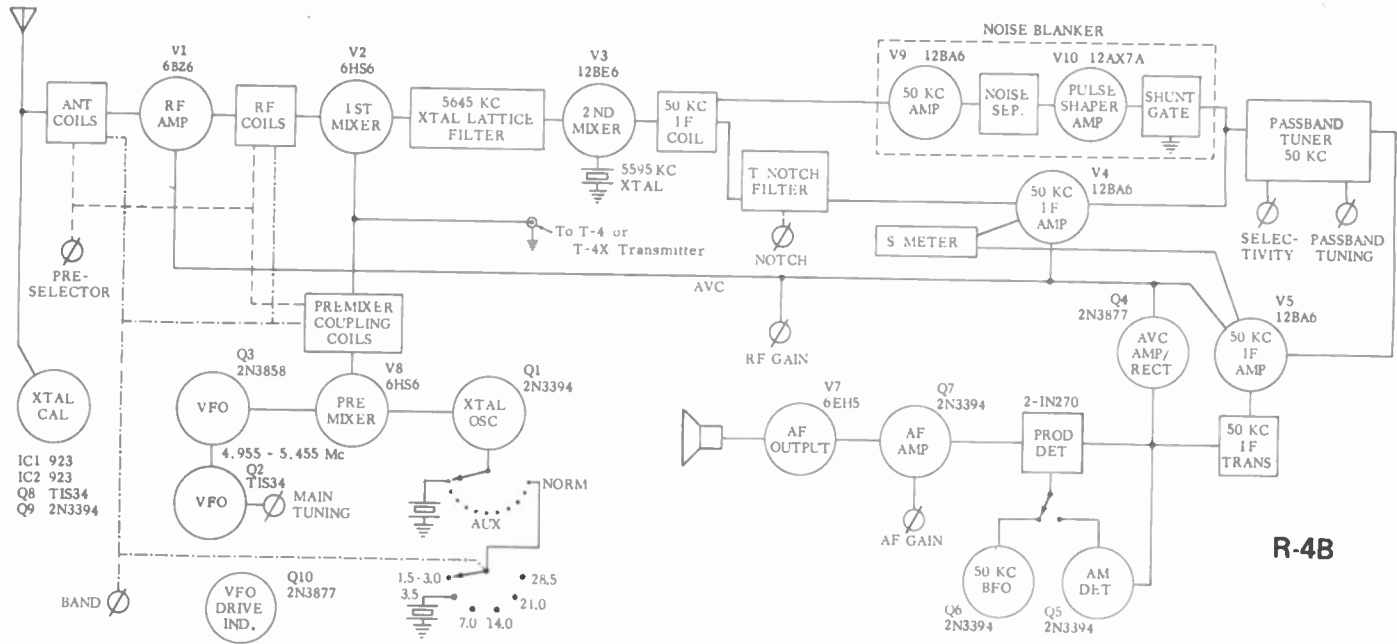 NOISE BLANKER
V1
6BZ6
V2
6HS6
V3
12BE6
V9 12BA6
V10 12AX7A
ANT
COILS
RF
AMP
RF
COILS
1ST
MIXER
5645 KC
XTAL LATTICE
FILTER
2ND
MIXER
50 KC
IF
COIL
50 KC
AMP
NOISE
SEP.
PULSE
SHAPER
AMP
SHUNT
GATE
PASSBAND
TUNER
50 KC
5595 KC
XTAL
T NOTCH
FILTER
V4
12BA6
50 KC
IF
AMP
To T-4 or
T-4X Transmitter
NOTCH
S METER
SELEC-
TIVITY
PASSBAND
TUNING
PRE-
SELECTOR
AVC
PREMIXER
COUPLING
COILS
RF GAIN
Q4
2N3877
AVC
AMP/
RECT
V5
12BA6
50 KC
IF
AMP
XTAL
CAL
IC1 923
IC2 923
Q8 TIS34
Q9 2N3394
Q3
2N3858
VFO
V8
6HS6
PRE
MIXER
Q1
2N3394
XTAL
OSC
V7
6EH5
AF
OUTPUT
Q7
2N3394
AF
AMP
2-IN270
PROD
DET
50 KC
IF
TRANS
4.955 - 5.455 Mc
Q2
TIS34
VFO
MAIN
TUNING
NORM
AUX
AF GAIN
R-4B
BAND
Q10
2N3877
VFO
DRIVE
IND.
1.5-3.0
3.5
7.0
14.0
21.0
28.5
50 KC
BFO
Q6
2N3394
AM
DET
Q5
2N3394